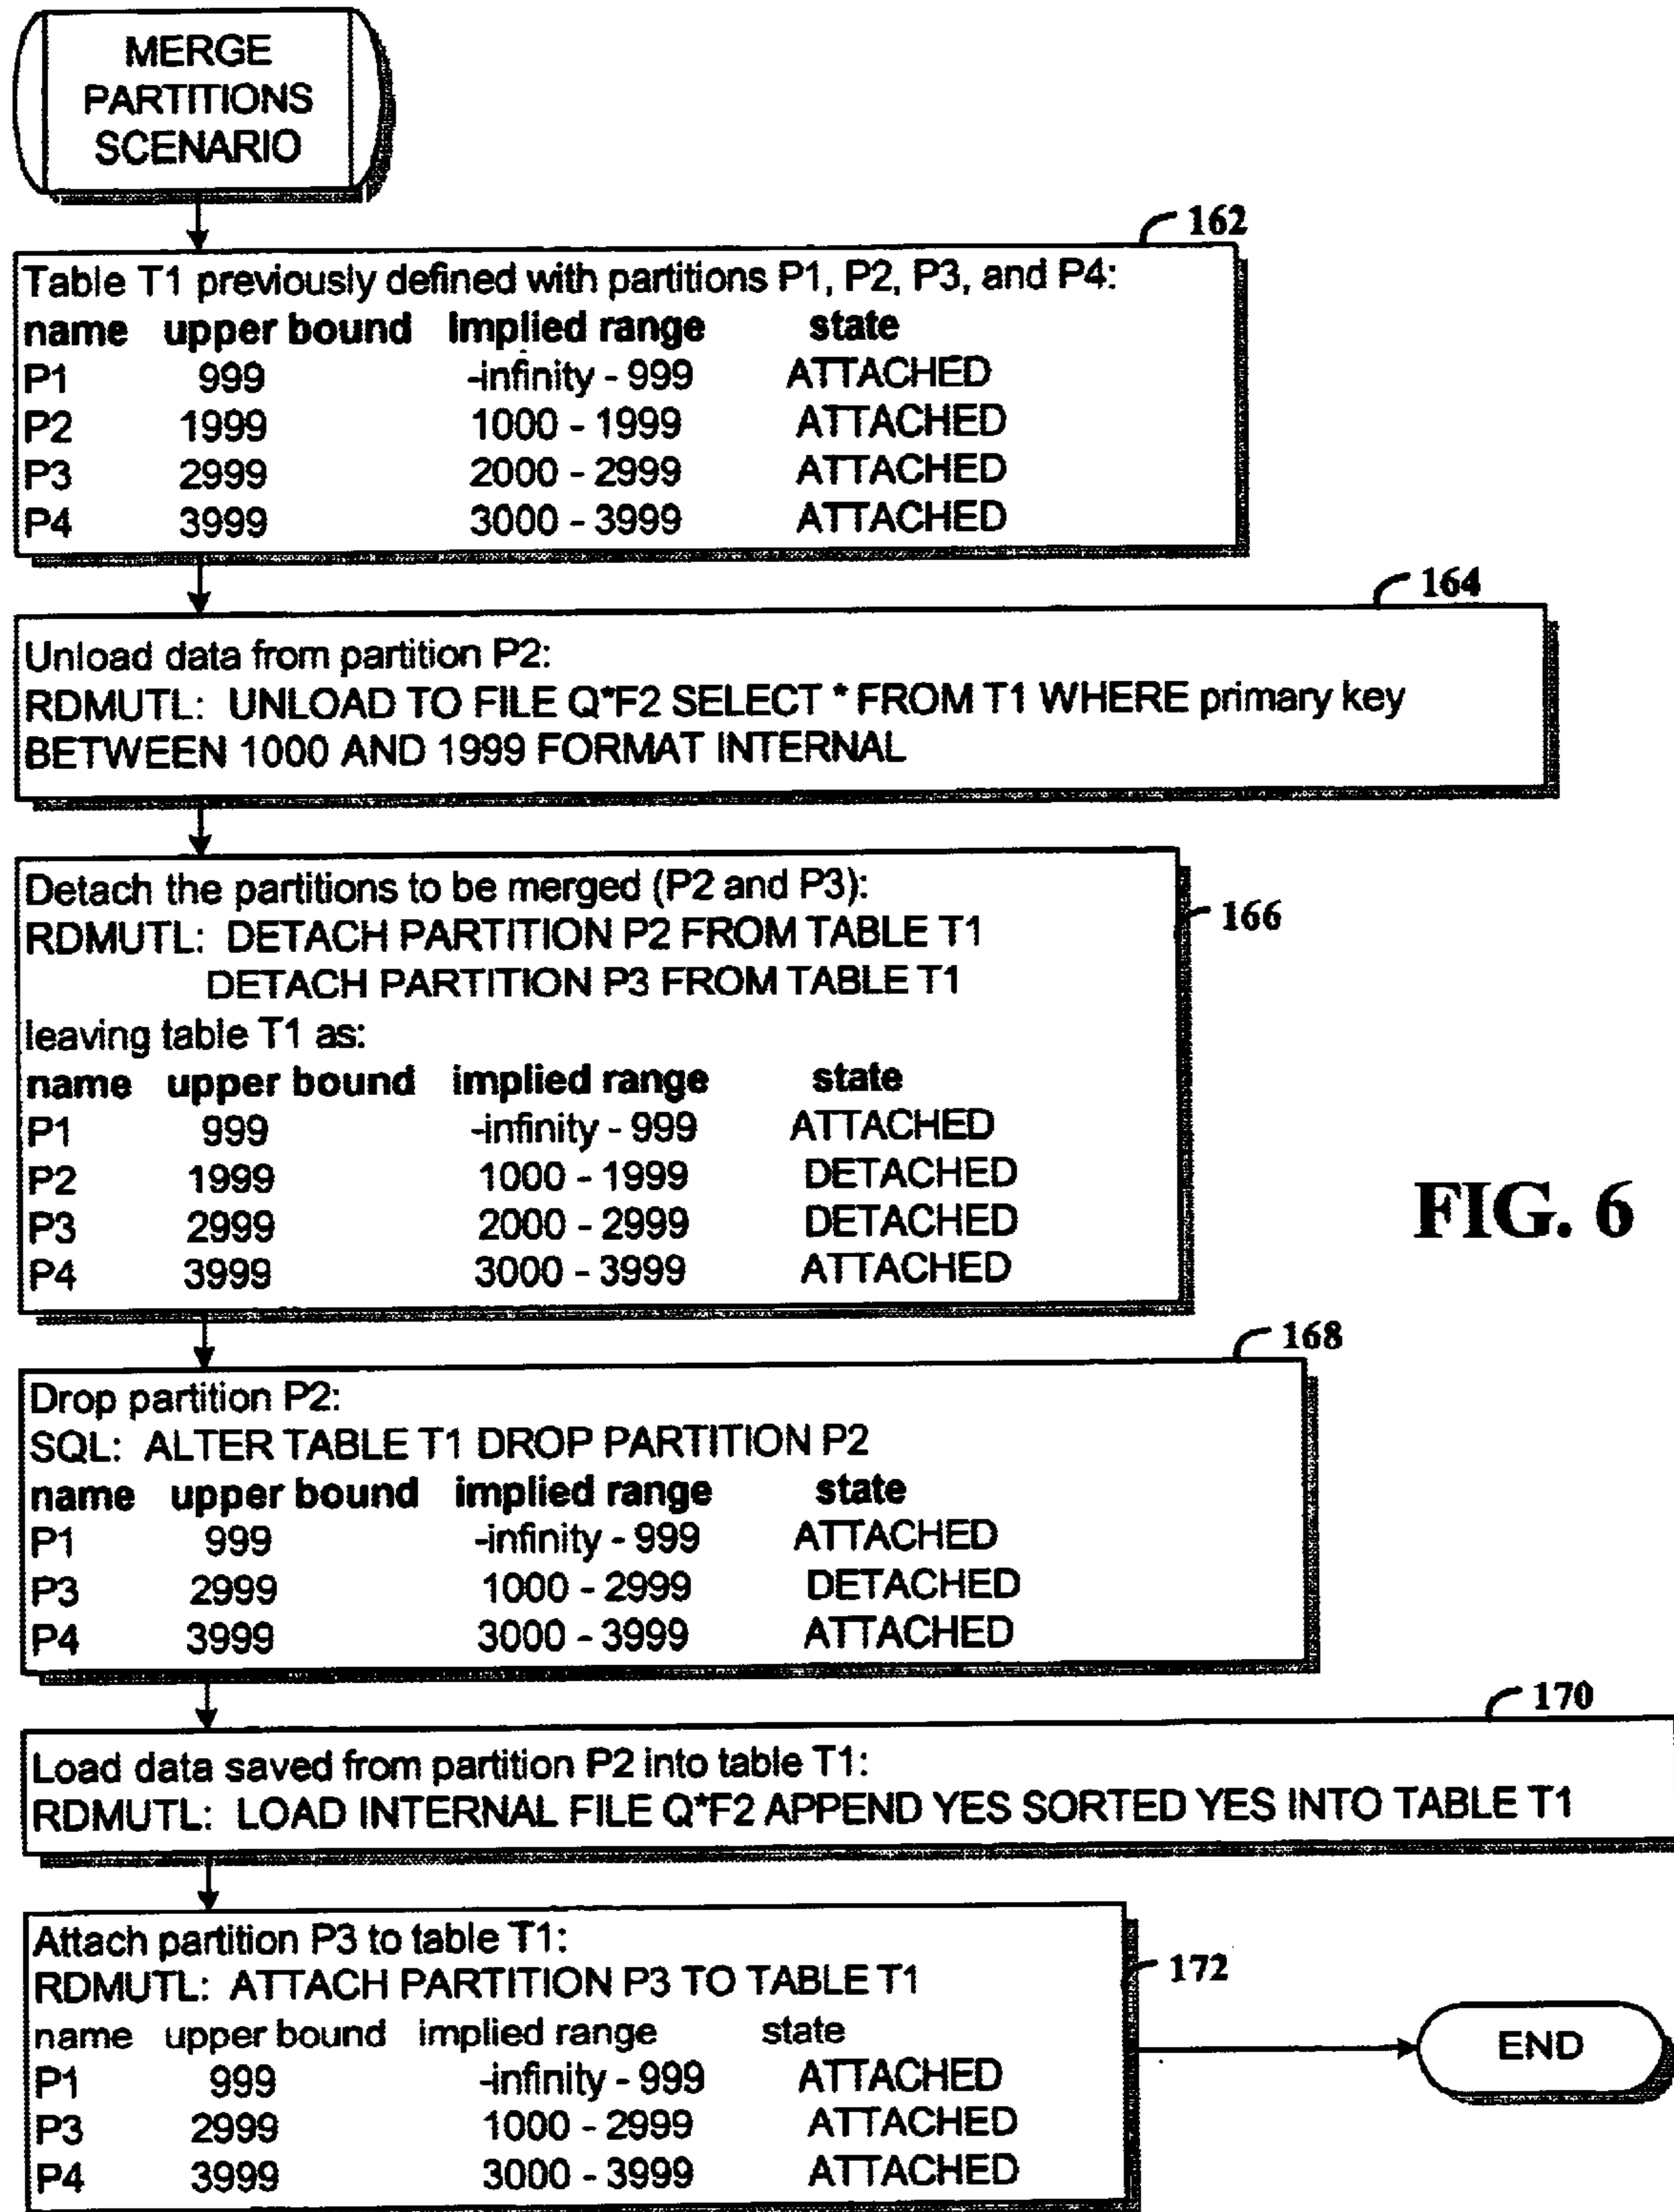 MERGE
PARTITIONS
SCENARIO
162
Table T1 previously defined with partitions P1, P2, P3, and P4:
name upper bound Implied range state
P1 999 -infinity - 999 ATTACHED
P2 1999 1000 - 1999 ATTACHED
P3 2999 2000 - 2999 ATTACHED
P4 3999 3000 - 3999 ATTACHED
164
Unload data from partition P2:
RDMUTL: UNLOAD TO FILE Q*F2 SELECT * FROM T1 WHERE primary key
BETWEEN 1000 AND 1999 FORMAT INTERNAL
Detach the partitions to be merged (P2 and P3):
RDMUTL: DETACH PARTITION P2 FROM TABLE T1
166
DETACH PARTITION P3 FROM TABLE T1
leaving table T1 as:
name upper bound implied range state
P1 999 -infinity - 999 ATTACHED
P2 1999 1000 - 1999 DETACHED
P3 2999 2000 - 2999 DETACHED
P4 3999 3000 - 3999 ATTACHED
FIG. 6
168
Drop partition P2:
SQL: ALTER TABLE T1 DROP PARTITION P2
name upper bound implied range state
P1 999 -infinity - 999 ATTACHED
P3 2999 1000 - 2999 DETACHED
P4 3999 3000 - 3999 ATTACHED
170
Load data saved from partition P2 into table T1:
RDMUTL: LOAD INTERNAL FILE Q*F2 APPEND YES SORTED YES INTO TABLE T1
Attach partition P3 to table T1:
RDMUTL: ATTACH PARTITION P3 TO TABLE T1
172
name upper bound implied range state
P1 999 -infinity - 999 ATTACHED
P3 2999 1000 - 2999 ATTACHED
P4 3999 3000 - 3999 ATTACHED
END